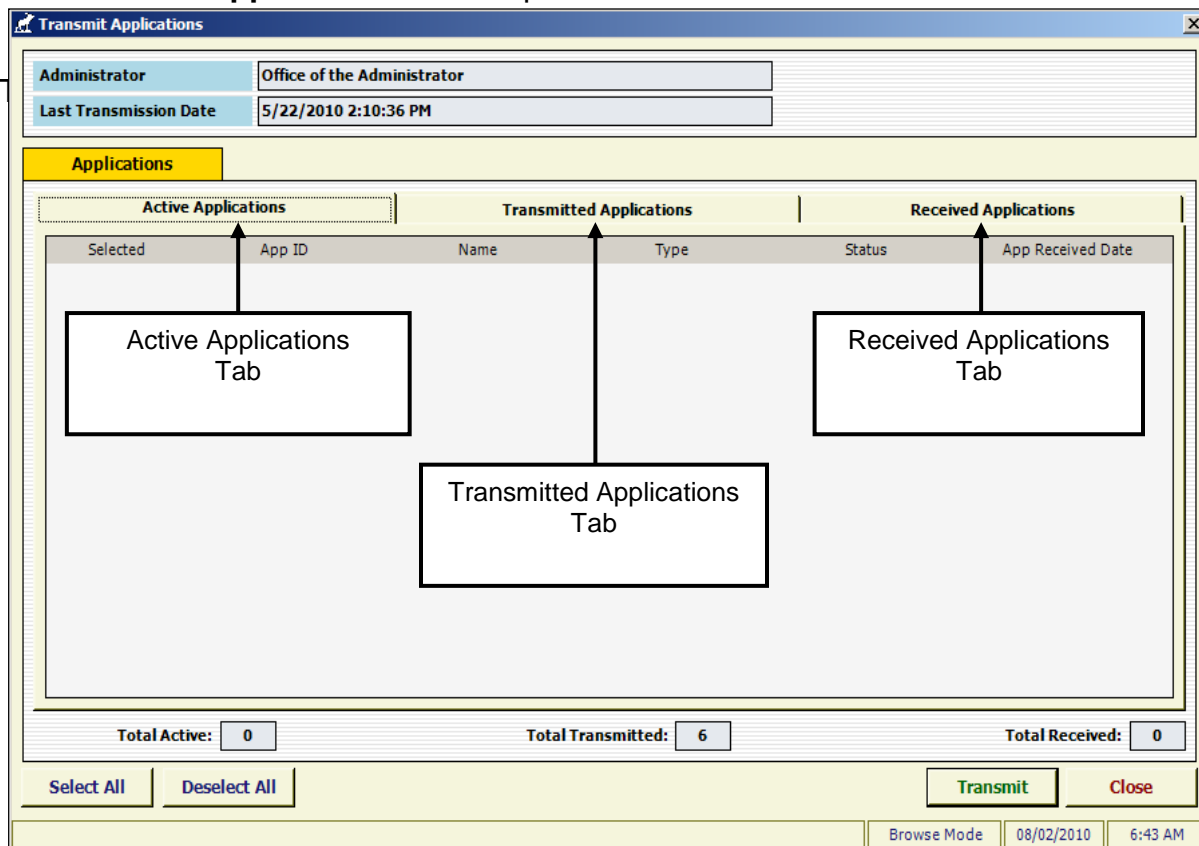 Transmit Applications
Administrator Office of the Administrator
Last Transmission Date 5/22/2010 2:10:36 PM
Applications
Active Applications Transmitted Applications Received Applications
Selected App ID Name Type Status App Received Date
Active Applications
Tab
Received Applications
Tab
Transmitted Applications
Tab
Total Active: 0 Total Transmitted: 6 Total Received: 0
Select All Deselect All Transmit Close
Browse Mode 08/02/2010 6:43 AM